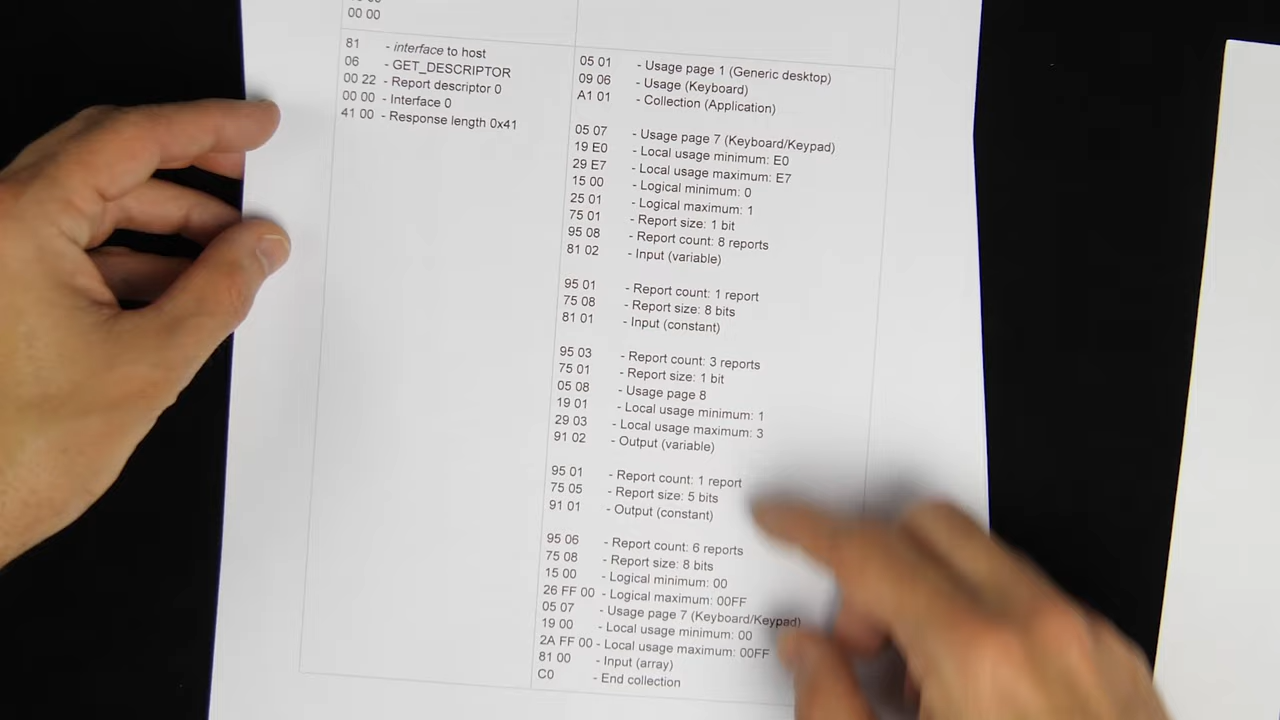 00 00
81 - interface to host
06 - GET_DESCRIPTOR
00 22 - Report descriptor 0
00 00 - Interface 0
41 00 - Response length 0x41
05 01 - Usage page 1 (Generic desktop)
09 06 - Usage (Keyboard)
A1 01 - Collection (Application)
05 07 - Usage page 7 (Keyboard/Keypad)
19 E0 - Local usage minimum: E0
29 E7 - Local usage maximum: E7
15 00 - Logical minimum: 0
25 01 - Logical maximum: 1
75 01 - Report size: 1 bit
95 08 - Report count: 8 reports
81 02 - Input (variable)
95 01 - Report count: 1 report
75 08 - Report size: 8 bits
81 01 - Input (constant)
95 03 - Report count: 3 reports
75 01 - Report size: 1 bit
05 08 - Usage page 8
19 01 - Local usage minimum: 1
29 03 - Local usage maximum: 3
91 02 - Output (variable)
95 01 - Report count: 1 report
75 05 - Report size: 5 bits
91 01 - Output (constant)
95 06 - Report count: 6 reports
75 08 - Report size: 8 bits
15 00 - Logical minimum: 00
26 FF 00 - Logical maximum: 00FF
05 07 - Usage page 7 (Keyboard/Keypad)
19 00 - Local usage minimum: 00
2A FF 00 - Local usage maximum: 00FF
81 00 - Input (array)
C0 - End collection